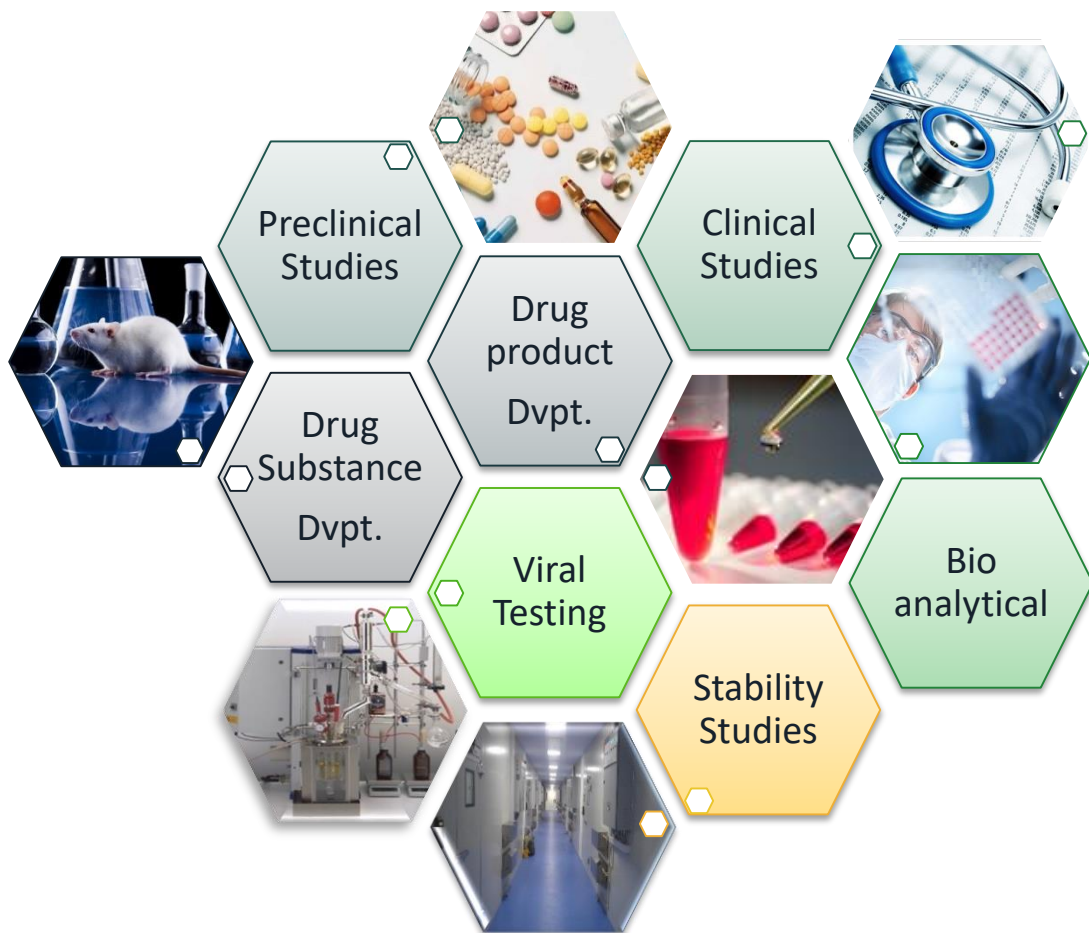 Preclinical
Studies
Clinical
Studies
Drug
product
Dvpt.
Drug
Substance
Dvpt.
Viral
Testing
Bio
analytical
Stability
Studies